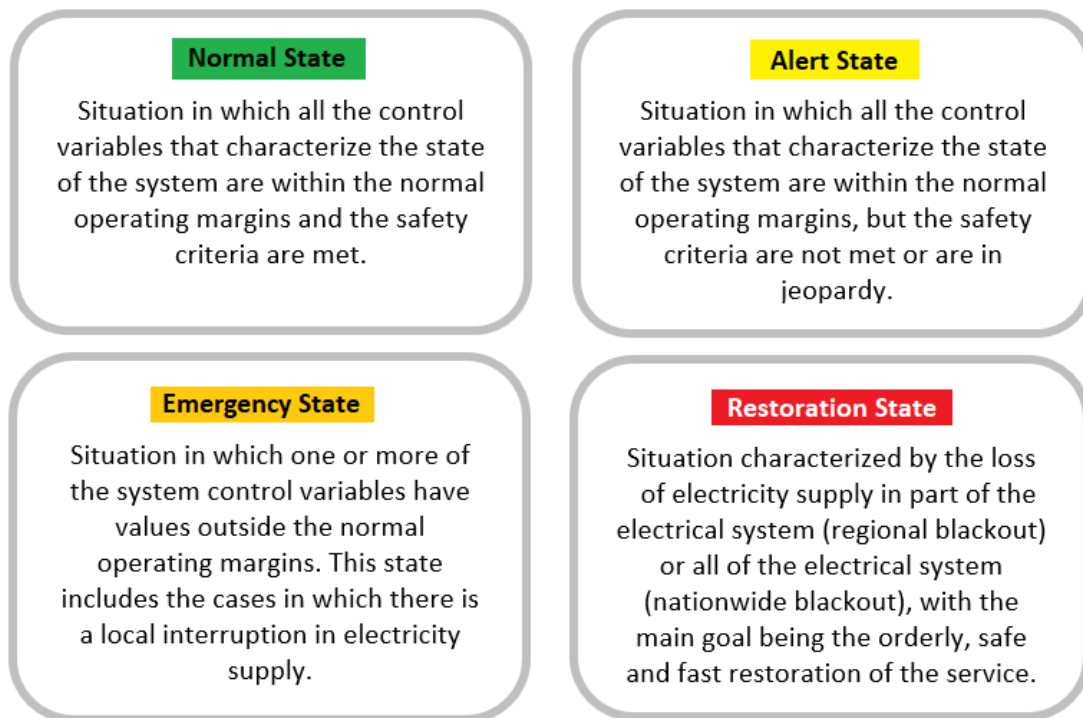 Normal State
Situation in which all the control
variables that characterize the state
of the system are within the normal
operating margins and the safety
criteria are met.
Alert State
Situation in which all the control
variables that characterize the state
of the system are within the normal
operating margins, but the safety
criteria are not met or are in
jeopardy.
Emergency State
Situation in which one or more of
the system control variables have
values outside the normal
operating margins. This state
includes the cases in which there is
a local interruption in electricity
supply.
Restoration State
Situation characterized by the loss
of electricity supply in part of the
electrical system (regional blackout)
or all of the electrical system
(nationwide blackout), with the
main goal being the orderly, safe
and fast restoration of the service.